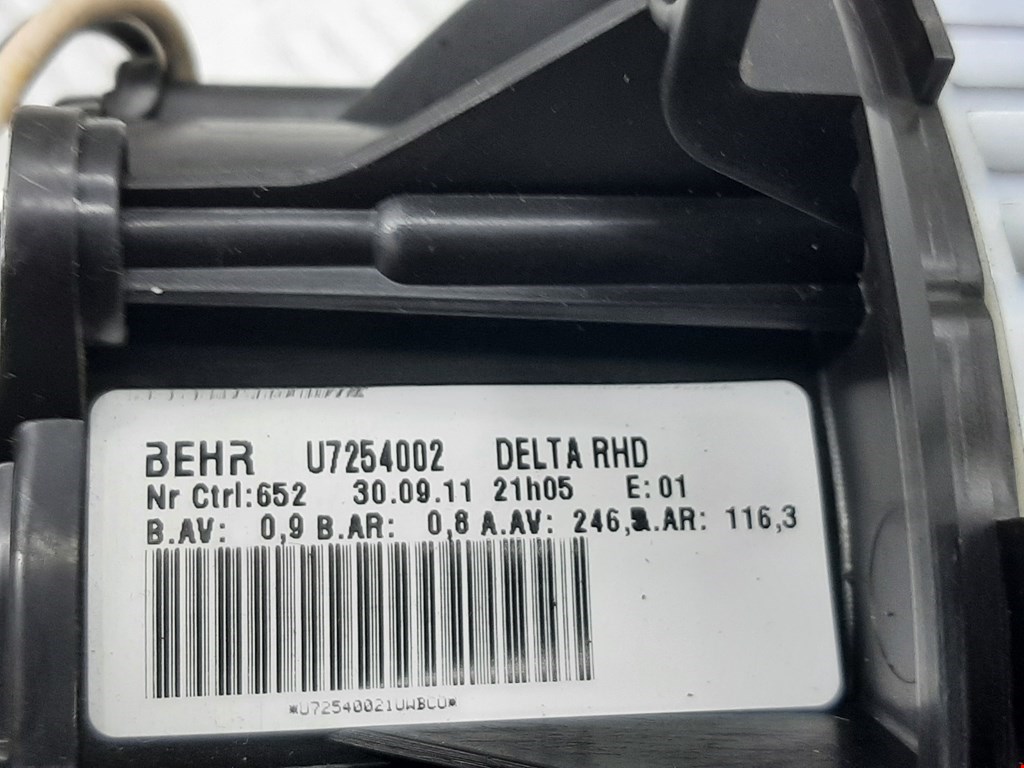 BEHR U7254002 DELTA RHD
Nr Ctrl:652 30.09.11 21h05 E: 01
B.AV: 0,9 B.AR: 0,8 A.AV: 246, .AR: 116,3